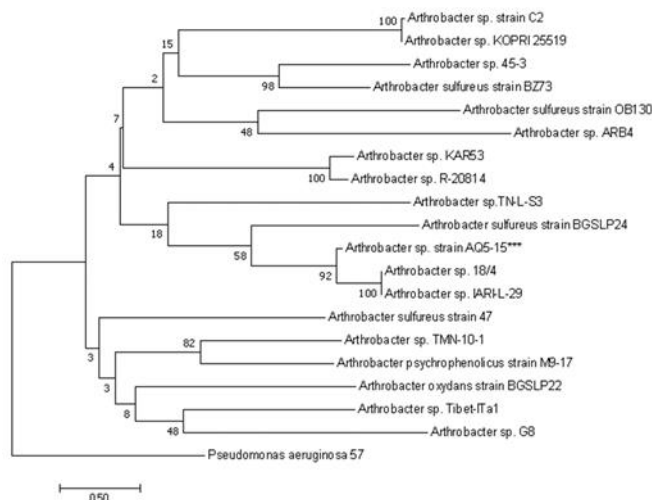 Arthrobacter sp. strain C2
100
Arthrobacter sp. KOPRI 25519
15
Arthrobacter sp. 45-3
2
98
Arthrobacter sulfureus strain BZ73
Arthrobacter sulfureus strain OB130
7
48
Arthrobacter sp. ARB4
Arthrobacter sp. KAR53
4
100
Arthrobacter sp. R-20814
Arthrobacter sp.TN-L-S3
18
Arthrobacter sulfureus strain BGSLP24
58
Arthrobacter sp. strain AQ5-15***
92
Arthrobacter sp. 18/4
100
Arthrobacter sp. IARI-L-29
Arthrobacter sulfureus strain 47
3
82
Arthrobacter sp. TMN-10-1
Arthrobacter psychrophenolicus strain M9-17
3
Arthrobacter oxydans strain BGSLP22
8
Arthrobacter sp. Tibet-ITa1
48
Arthrobacter sp. G8
Pseudomonas aeruginosa 57
0.50